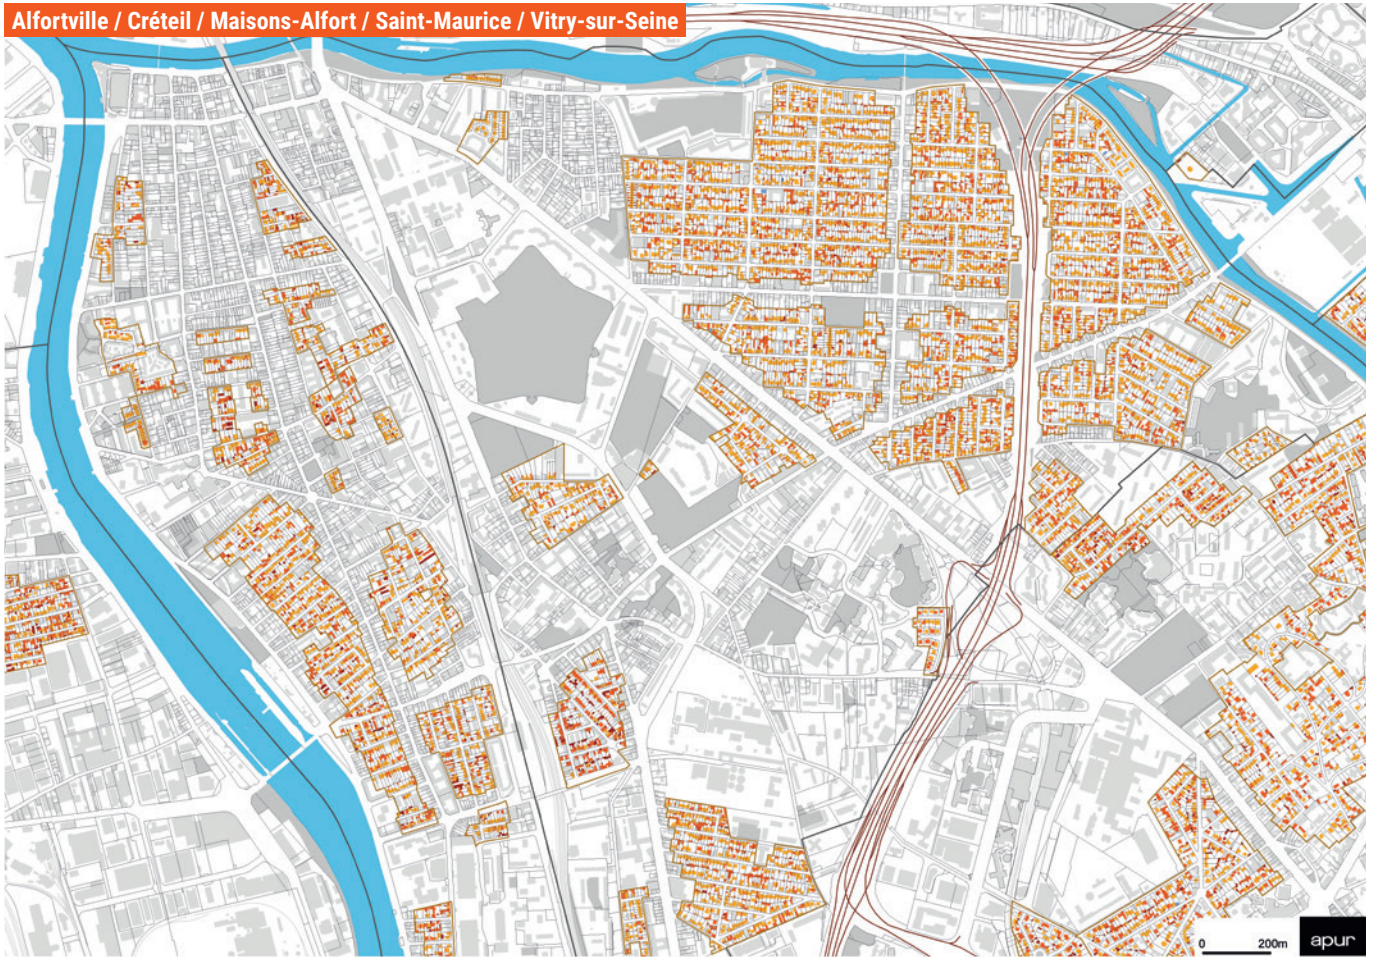 Alfortville / Créteil / Maisons-Alfort / Saint-Maurice / Vitry-sur-Seine
0 200m
apur